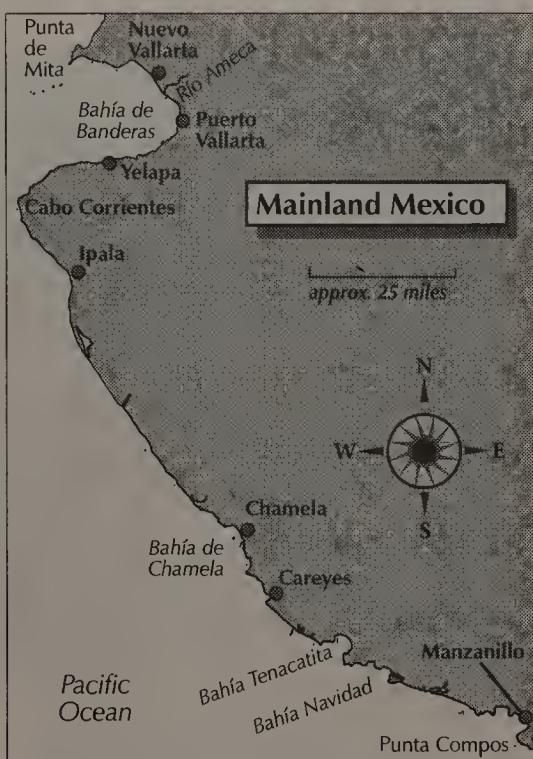 Punta
de
Mita
Nuevo
Vallarta
Río Ameca
Bahía de
Banderas
Puerto
Vallarta
Yelapa
Cabo Corrientes
Mainland Mexico
Ipala
approx. 25 miles
N
W
E
S
Chamela
Bahía de
Chamela
Careyes
Bahía Tenacatita
Manzanillo
Bahía Navidad
Pacific
Ocean
Punta Compos